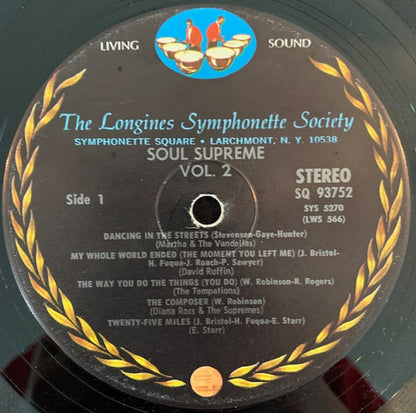 LIVING SOUND
The Longines Symphonette Society
SYMPHONETTE SQUARE • LARCHMONT, N. Y. 10538
SOUL SUPREME
VOL. 2
STEREO
SQ 93752
SYS 5270
(LWS 566)
Side 1
DANCING IN THE STREETS (Stevenson-Gaye-Hunter)
(Martha & The Vandellas)
MY WHOLE WORLD ENDED (THE MOMENT YOU LEFT ME) (J. Bristol-
H. Fuqua-J. Roach-P. Sawyer)
(David Ruffin)
THE WAY YOU DO THE THINGS (YOU DO) (W. Robinson-R. Rogers)
(The Temptations)
THE COMPOSER (W. Robinson)
(Diana Ross & The Supremes)
TWENTY-FIVE MILES (J. Bristol-H. Fuqua-E. Starr)
(E. Starr)